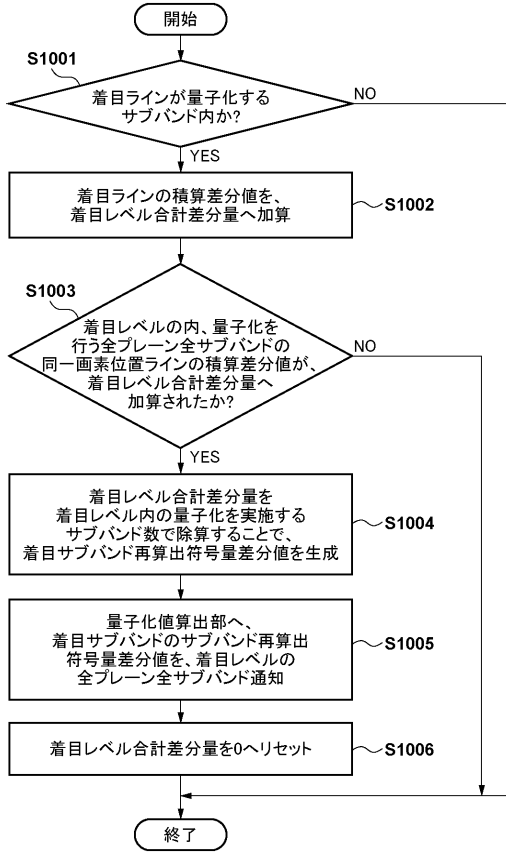 開始
S1001
着目ラインが量子化する
サブバンド内か?
NO
YES
着目ラインの積算差分値を、
着目レベル合計差分量へ加算
S1002
S1003
着目レベルの内、量子化を
行う全プレーン全サブバンドの
同一画素位置ラインの積算差分値が、
着目レベル合計差分量へ
加算されたか?
NO
YES
着目レベル合計差分量を
着目レベル内の量子化を実施する
サブバンド数で除算することで、
着目サブバンド再算出符号量差分値を生成
S1004
量子化値算出部へ、
着目サブバンドのサブバンド再算出
符号量差分値を、着目レベルの
全プレーン全サブバンド通知
S1005
着目レベル合計差分量を0へリセット
S1006
終了